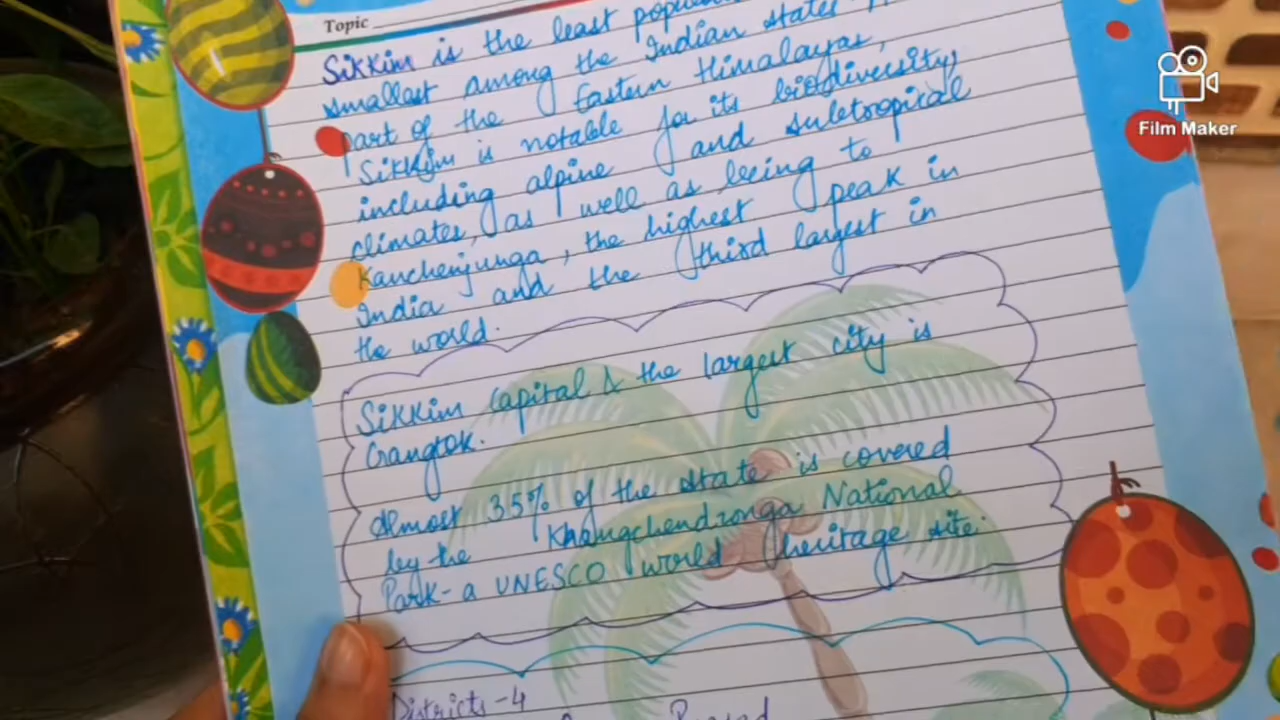 Topic
Sikkim is the least
smallest among the Indian states.
part of the Eastern Himalayas,
Sikkim is notable for its biodiversity,
including alpine and subtropical
climates, as well as being to
Kanchenjunga, the highest peak in
India and the third largest in
the world.
Sikkim capital & the largest city is
Gangtok.
Almost 35% of the state is covered
by the Khangchendzonga National
Park - a UNESCO world heritage site.
Districts - 4
Film Maker